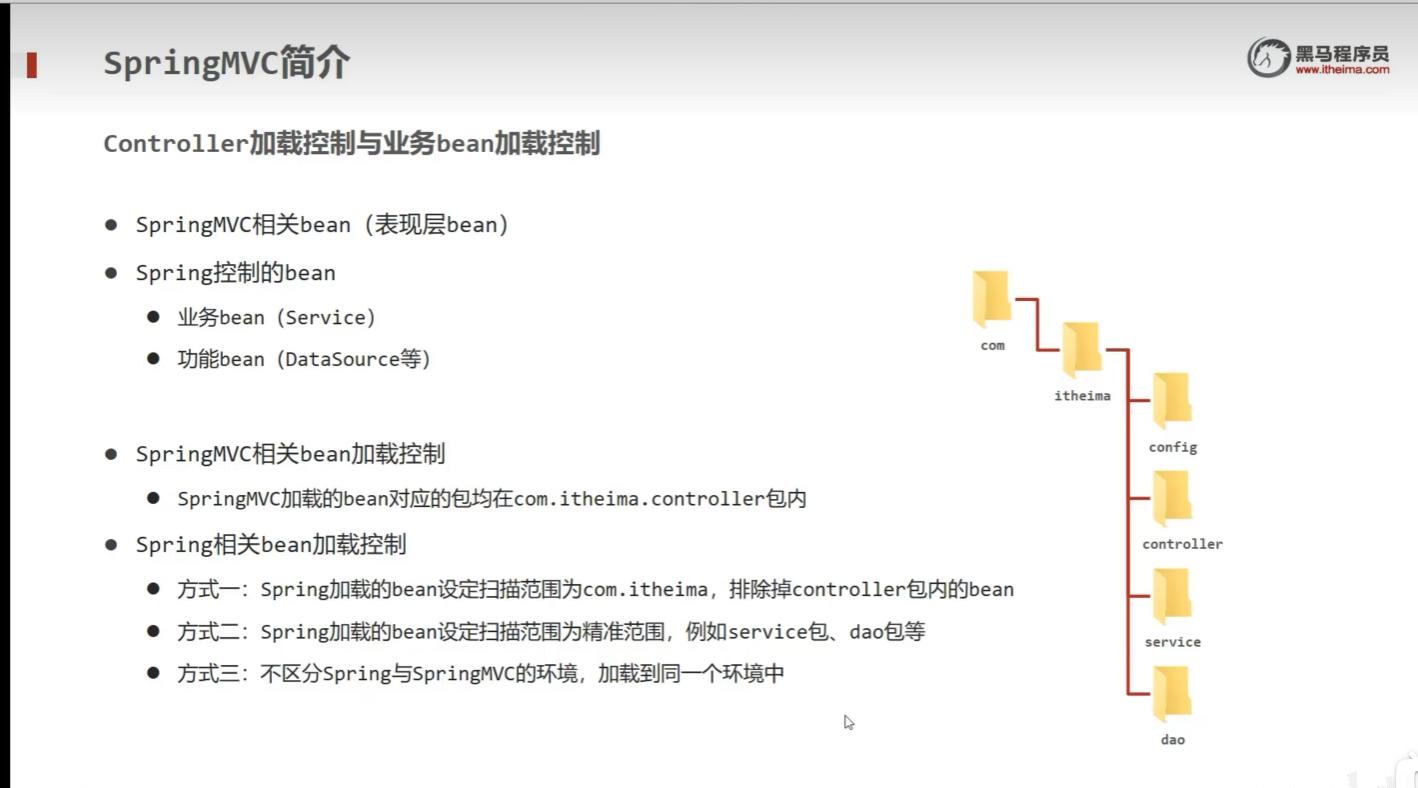 SpringMVC简介
黑马程序员
www.itheima.com
Controller加载控制与业务bean加载控制
SpringMVC相关bean（表现层bean）
Spring控制的bean
业务bean（Service）
功能bean（DataSource等）
SpringMVC相关bean加载控制
SpringMVC加载的bean对应的包均在com.itheima.controller包内
Spring相关bean加载控制
方式一：Spring加载的bean设定扫描范围为com.itheima，排除掉controller包内的bean
方式二：Spring加载的bean设定扫描范围为精准范围，例如service包、dao包等
方式三：不区分Spring与SpringMVC的环境，加载到同一个环境中
com
itheima
config
controller
service
dao